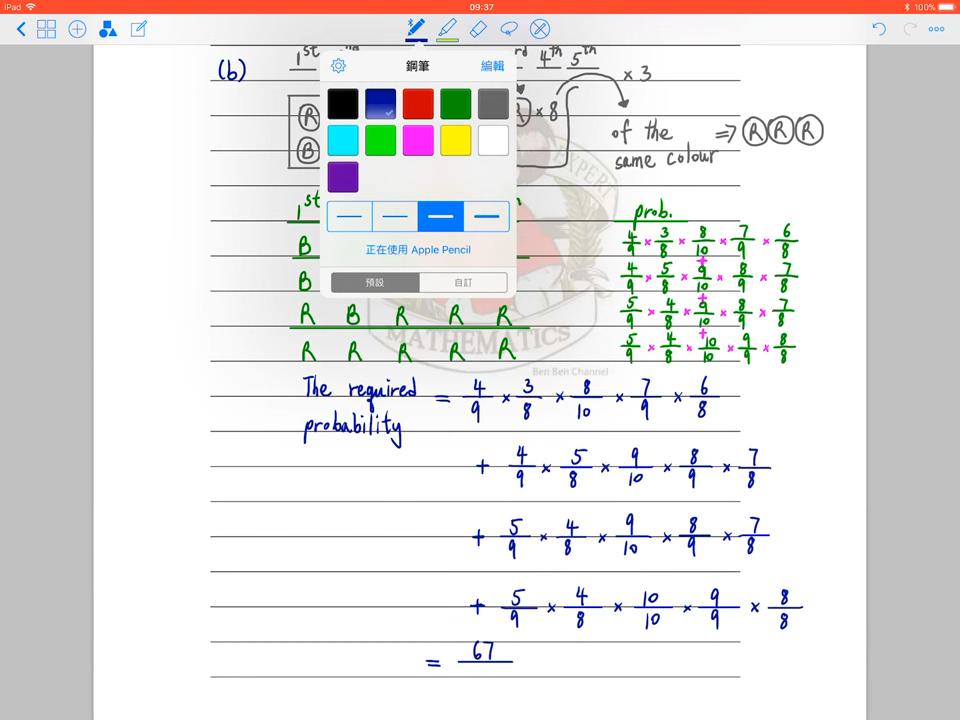 iPad 09:37 100%
(b) 1st rd 4th 5th × 3
鋼筆 編輯
R R × 8
B of the same colour ⇒ R R R
1st prob.
B 4/9 × 3/8 × 8/10 × 7/9 × 6/8
+
B 4/9 × 5/8 × 9/10 × 8/9 × 7/8
+
R B R R R 5/9 × 4/8 × 9/10 × 8/9 × 7/8
+
R R R R R 5/9 × 4/8 × 10/10 × 9/9 × 8/8
正在使用 Apple Pencil
預設 自訂
EXPERT
MATHEMATICS
Ben Ben Channel
The required probability = 4/9 × 3/8 × 8/10 × 7/9 × 6/8
+ 4/9 × 5/8 × 9/10 × 8/9 × 7/8
+ 5/9 × 4/8 × 9/10 × 8/9 × 7/8
+ 5/9 × 4/8 × 10/10 × 9/9 × 8/8
= 67